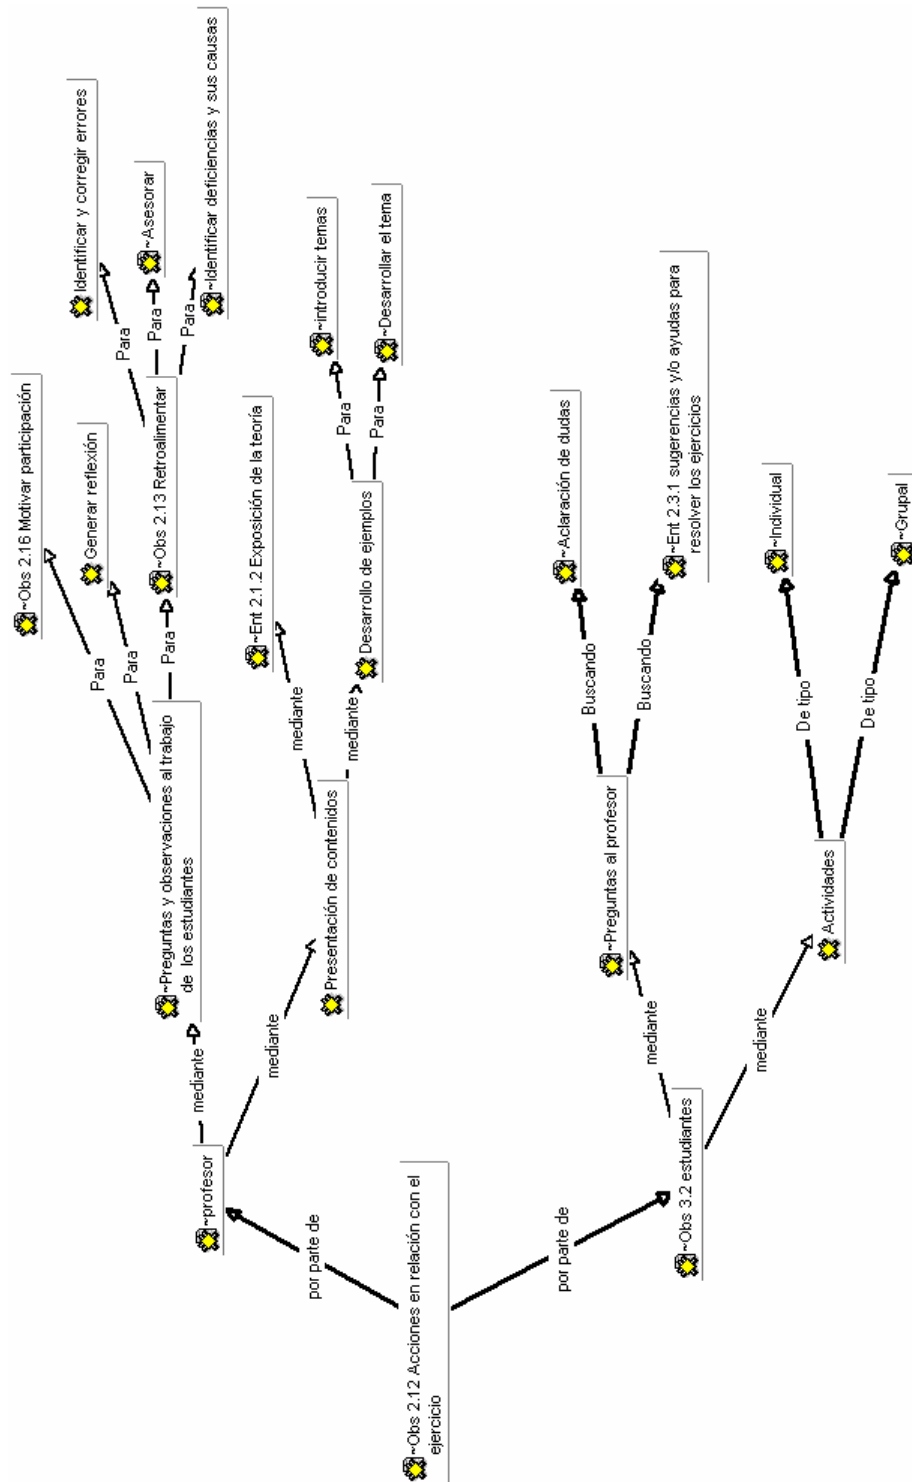 ~Obs 2.12 Acciones en relación con el
ejercicio
por parte de
~profesor
mediante
~Preguntas y observaciones al trabajo
de los estudiantes
Para
~Obs 2.16 Motivar participación
Para
Generar reflexión
Para
~Obs 2.13 Retroalimentar
Para
Identificar y corregir errores
Para
~Asesorar
Para
~Identificar deficiencias y sus causas
mediante
Presentación de contenidos
mediante
~Ent 2.1.2 Exposición de la teoría
mediante
Desarrollo de ejemplos
Para
~introducir temas
Para
~Desarrollar el tema
por parte de
~Obs 3.2 estudiantes
mediante
~Preguntas al profesor
Buscando
~Aclaración de dudas
Buscando
~Ent 2.3.1 sugerencias y/o ayudas para
resolver los ejercicios
mediante
Actividades
De tipo
~Individual
De tipo
~Grupal